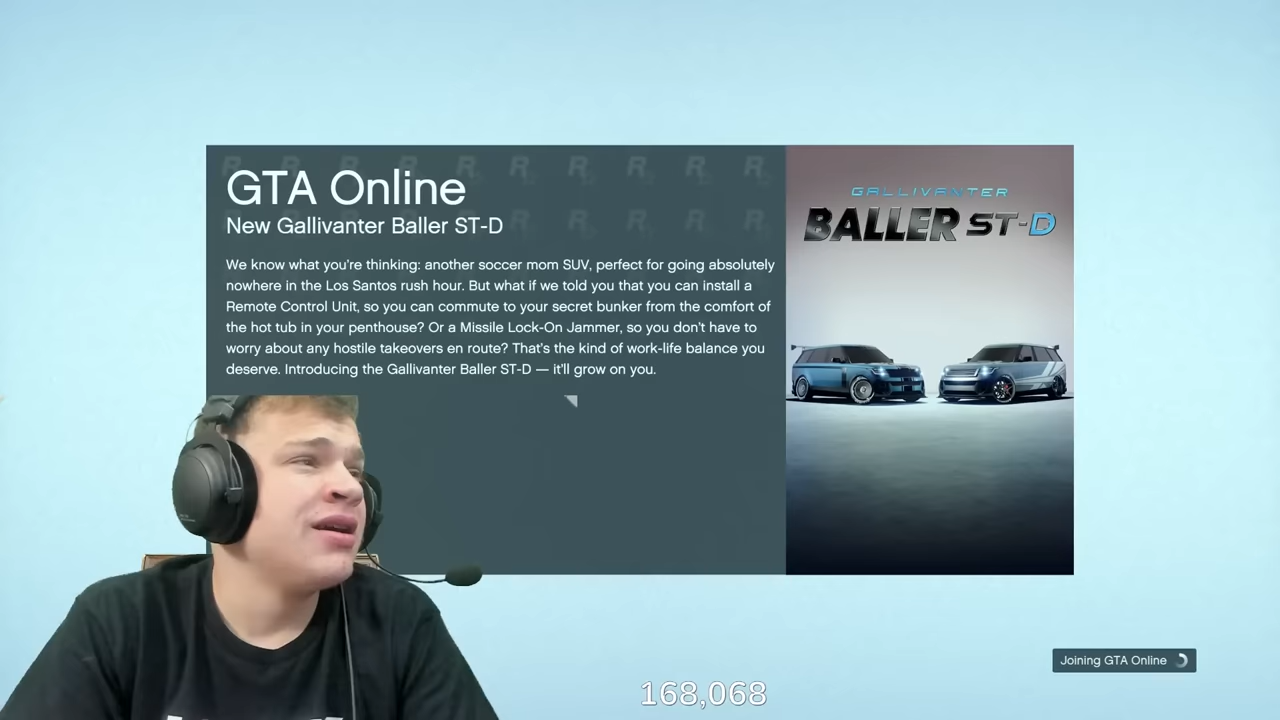 GTA Online
New Gallivanter Baller ST-D
We know what you're thinking: another soccer mom SUV, perfect for going absolutely
nowhere in the Los Santos rush hour. But what if we told you that you can install a
Remote Control Unit, so you can commute to your secret bunker from the comfort of
the hot tub in your penthouse? Or a Missile Lock-On Jammer, so you don't have to
worry about any hostile takeovers en route? That's the kind of work-life balance you
deserve. Introducing the Gallivanter Baller ST-D — it'll grow on you.
GALLIVANTER
BALLER ST-D
Joining GTA Online
168,068